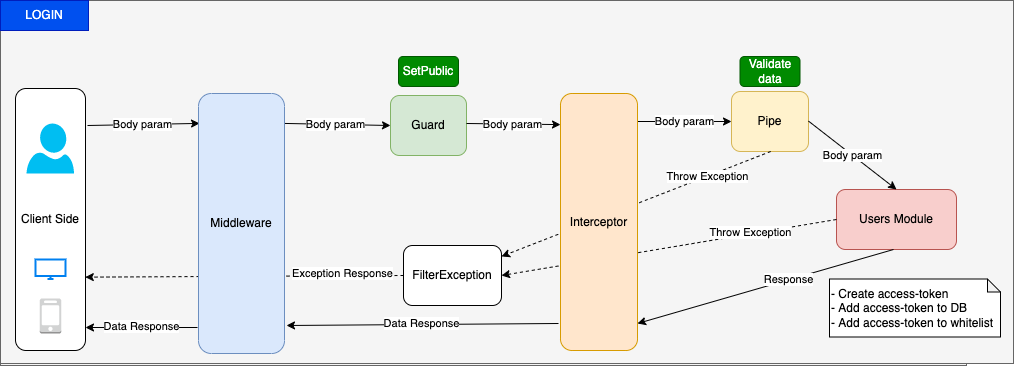 LOGIN
SetPublic
Validate
data
Body param
Body param
Guard
Body param
Body param
Pipe
Body param
Throw Exception
Client Side
Middleware
Interceptor
Users Module
Throw Exception
Exception Response
FilterException
Response
- Create access-token
- Add access-token to DB
- Add access-token to whitelist
Data Response
Data Response